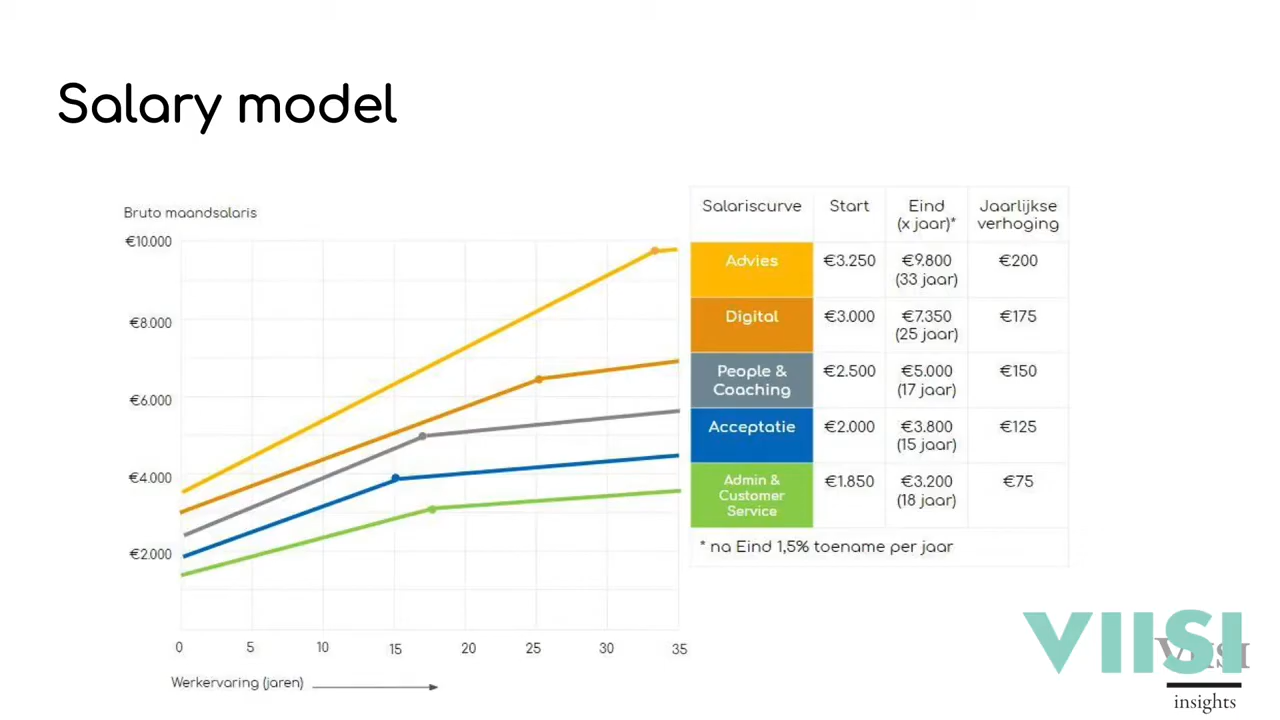 Salary model
Bruto maandsalaris
€10.000
€8.000
€6.000
€4.000
€2.000
0 5 10 15 20 25 30 35
Werkervaring (jaren)
Salariscurve Start Eind (x jaar)* Jaarlijkse verhoging
Advies €3.250 €9.800 (33 jaar) €200
Digital €3.000 €7.350 (25 jaar) €175
People & Coaching €2.500 €5.000 (17 jaar) €150
Acceptatie €2.000 €3.800 (15 jaar) €125
Admin & Customer Service €1.850 €3.200 (18 jaar) €75
* na Eind 1,5% toename per jaar
VIISI
VIISI
insights